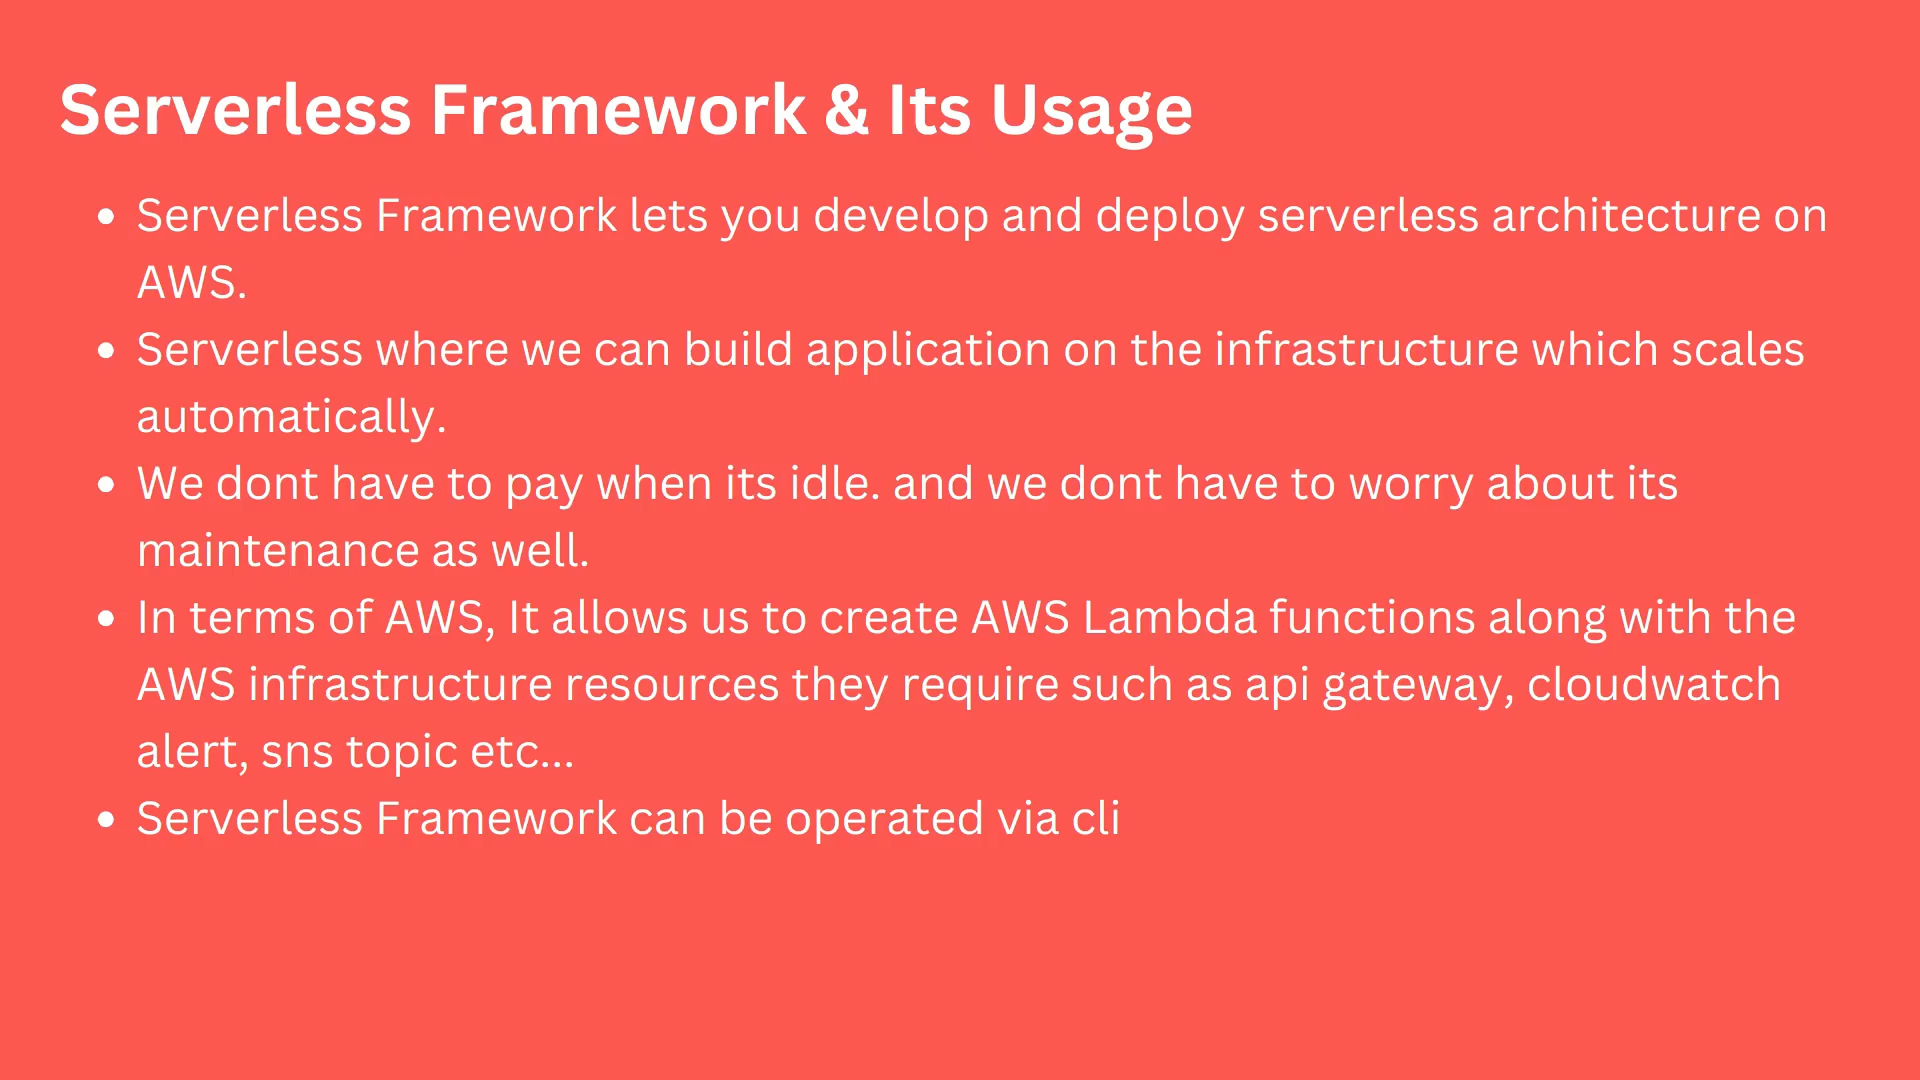 Serverless Framework & Its Usage
• Serverless Framework lets you develop and deploy serverless architecture on
AWS.
• Serverless where we can build application on the infrastructure which scales
automatically.
• We dont have to pay when its idle. and we dont have to worry about its
maintenance as well.
• In terms of AWS, It allows us to create AWS Lambda functions along with the
AWS infrastructure resources they require such as api gateway, cloudwatch
alert, sns topic etc...
• Serverless Framework can be operated via cli